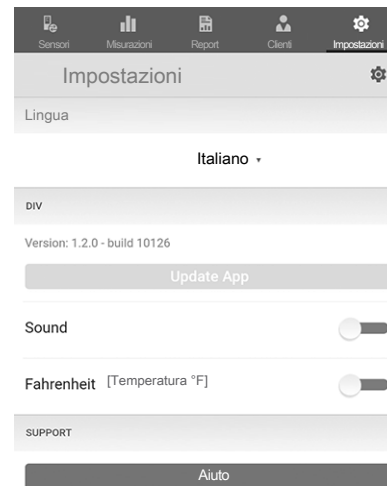 Sensori Misurazioni Report Clienti Impostazioni
Impostazioni
Lingua
Italiano
DIV
Version: 1.2.0 - build 10126
Update App
Sound
Fahrenheit [Temperatura °F]
SUPPORT
Aiuto